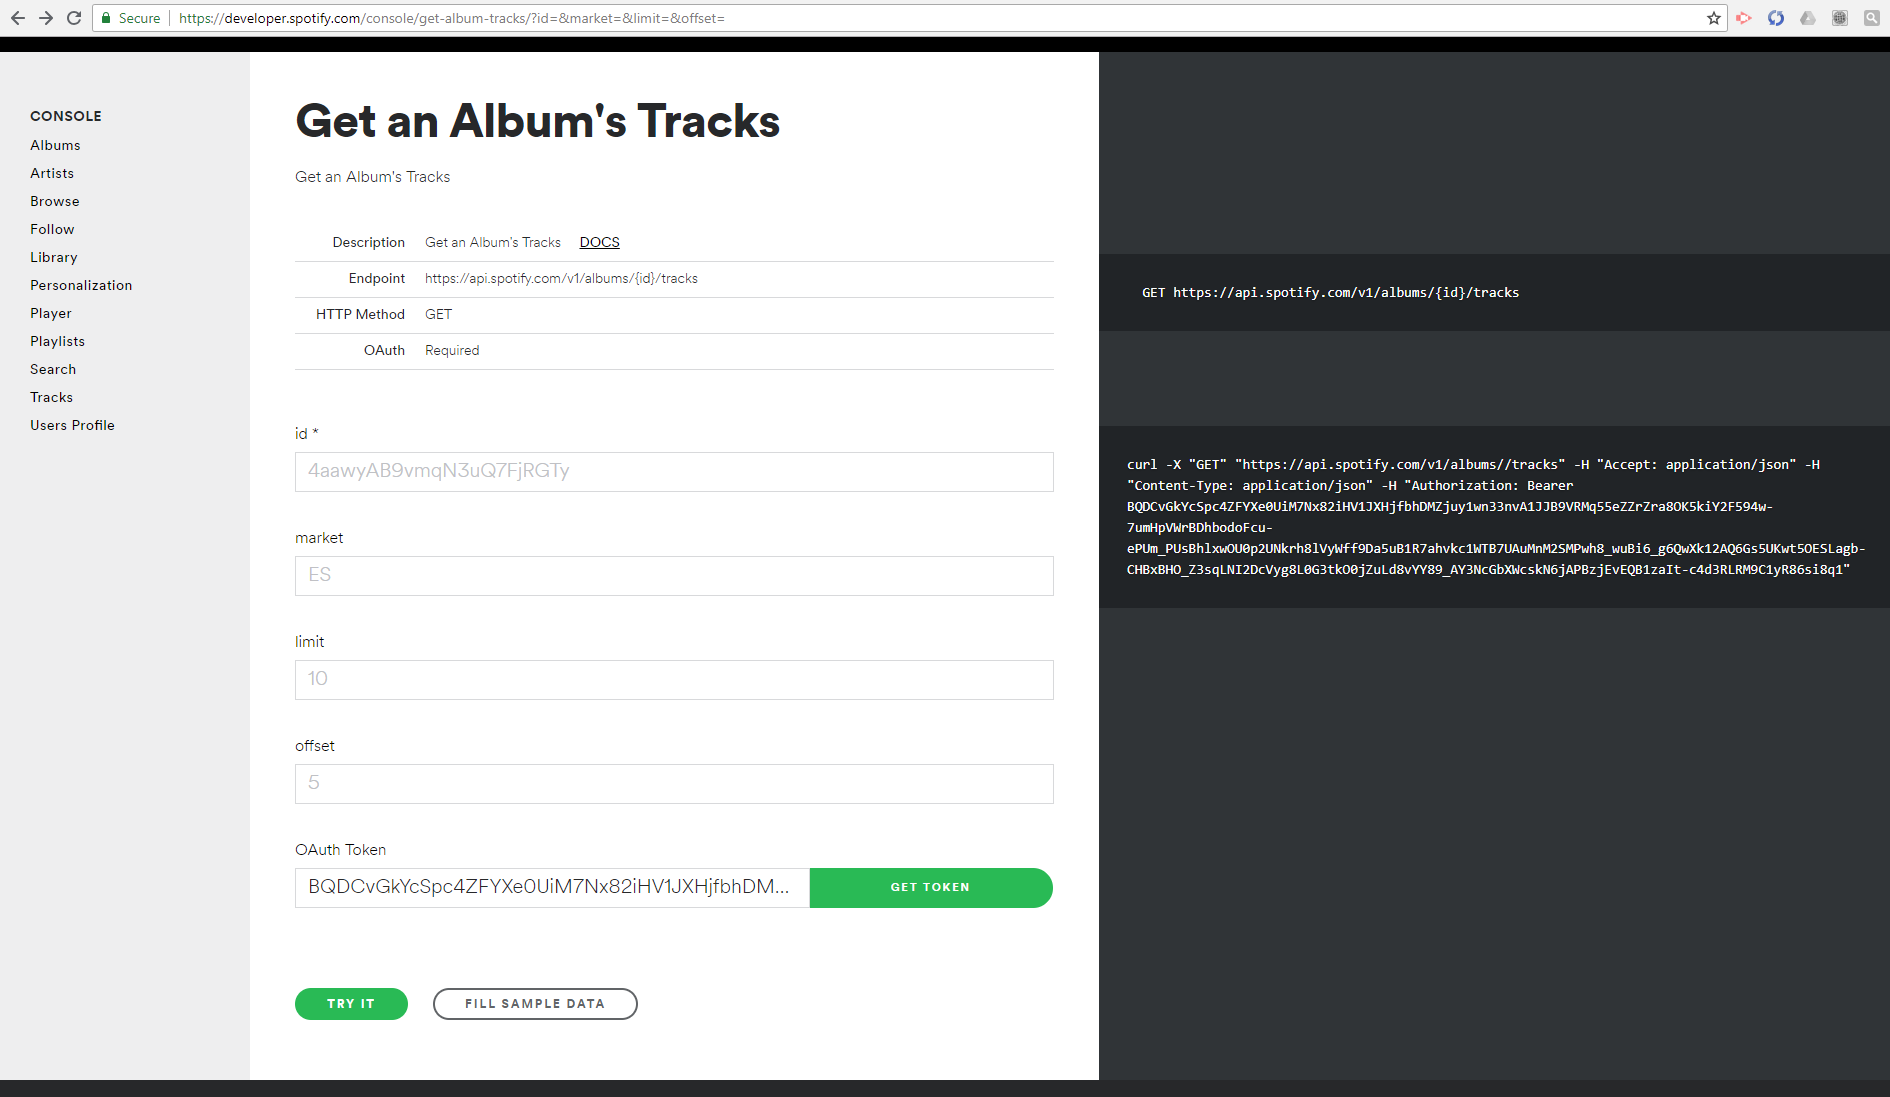 Secure https://developer.spotify.com/console/get-album-tracks/?id=&market=&limit=&offset=
CONSOLE
Albums
Artists
Browse
Follow
Library
Personalization
Player
Playlists
Search
Tracks
Users Profile
Get an Album's Tracks
Get an Album's Tracks
Description Get an Album's Tracks DOCS
Endpoint https://api.spotify.com/v1/albums/{id}/tracks
HTTP Method GET
OAuth Required
id *
4aawyAB9vmqN3uQ7FjRGTy
market
ES
limit
10
offset
5
OAuth Token
BQDCvGkYcSpc4ZFYXe0UiM7Nx82iHV1JXHjfbhDM... GET TOKEN
TRY IT FILL SAMPLE DATA
GET https://api.spotify.com/v1/albums/{id}/tracks
curl -X "GET" "https://api.spotify.com/v1/albums//tracks" -H "Accept: application/json" -H
"Content-Type: application/json" -H "Authorization: Bearer
BQDCvGkYcSpc4ZFYXe0UiM7Nx82iHV1JXHjfbhDMZjuy1wn33nvA1JJB9VRMq55eZZrZra8OK5kiY2F594w-
7umHpVWrBDhbodoFcu-
ePUm_PUsBhlxwOU0p2UNkrh8lVyWff9Da5uB1R7ahvkc1WTB7UAuMnM2SMPwh8_wuBi6_g6QwXk12AQ6Gs5UKwt5OESLagb-
CHBxBHO_Z3sqLNI2DcVyg8L0G3tkO0jZuLd8vYY89_AY3NcGbXWcskN6jAPBzjEvEQB1zaIt-c4d3RLRM9C1yR86si8q1"